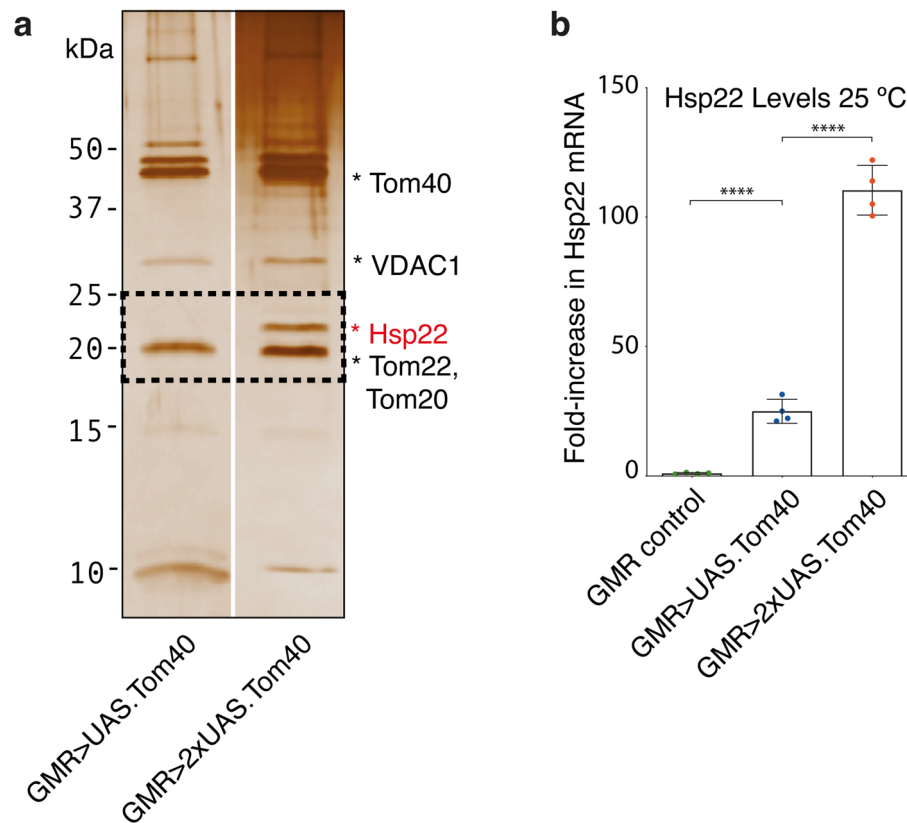 a
kDa
50
37
25
20
15
10
* Tom40
* VDAC1
* Hsp22
* Tom22,
Tom20
GMR>UAS.Tom40
GMR>2xUAS.Tom40
b
Hsp22 Levels 25 ºC
Fold-increase in Hsp22 mRNA
150
100
50
0
****
****
GMR control
GMR>UAS.Tom40
GMR>2xUAS.Tom40